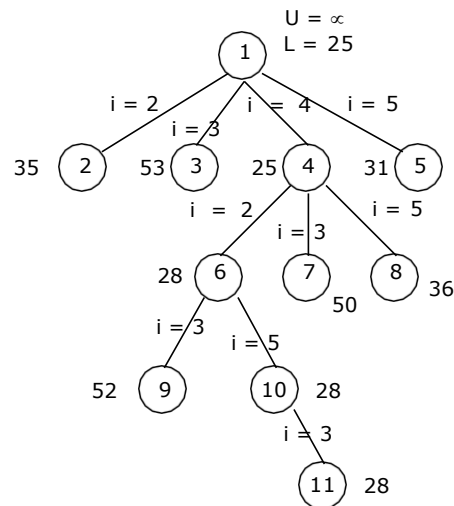 U = ∝
1
L = 25
i = 2
i = 3
i = 4
i = 5
35
2
53
3
25
4
31
5
i = 2
i = 3
i = 5
28
6
7
8
50
36
i = 3
i = 5
52
9
10
28
i = 3
11
28